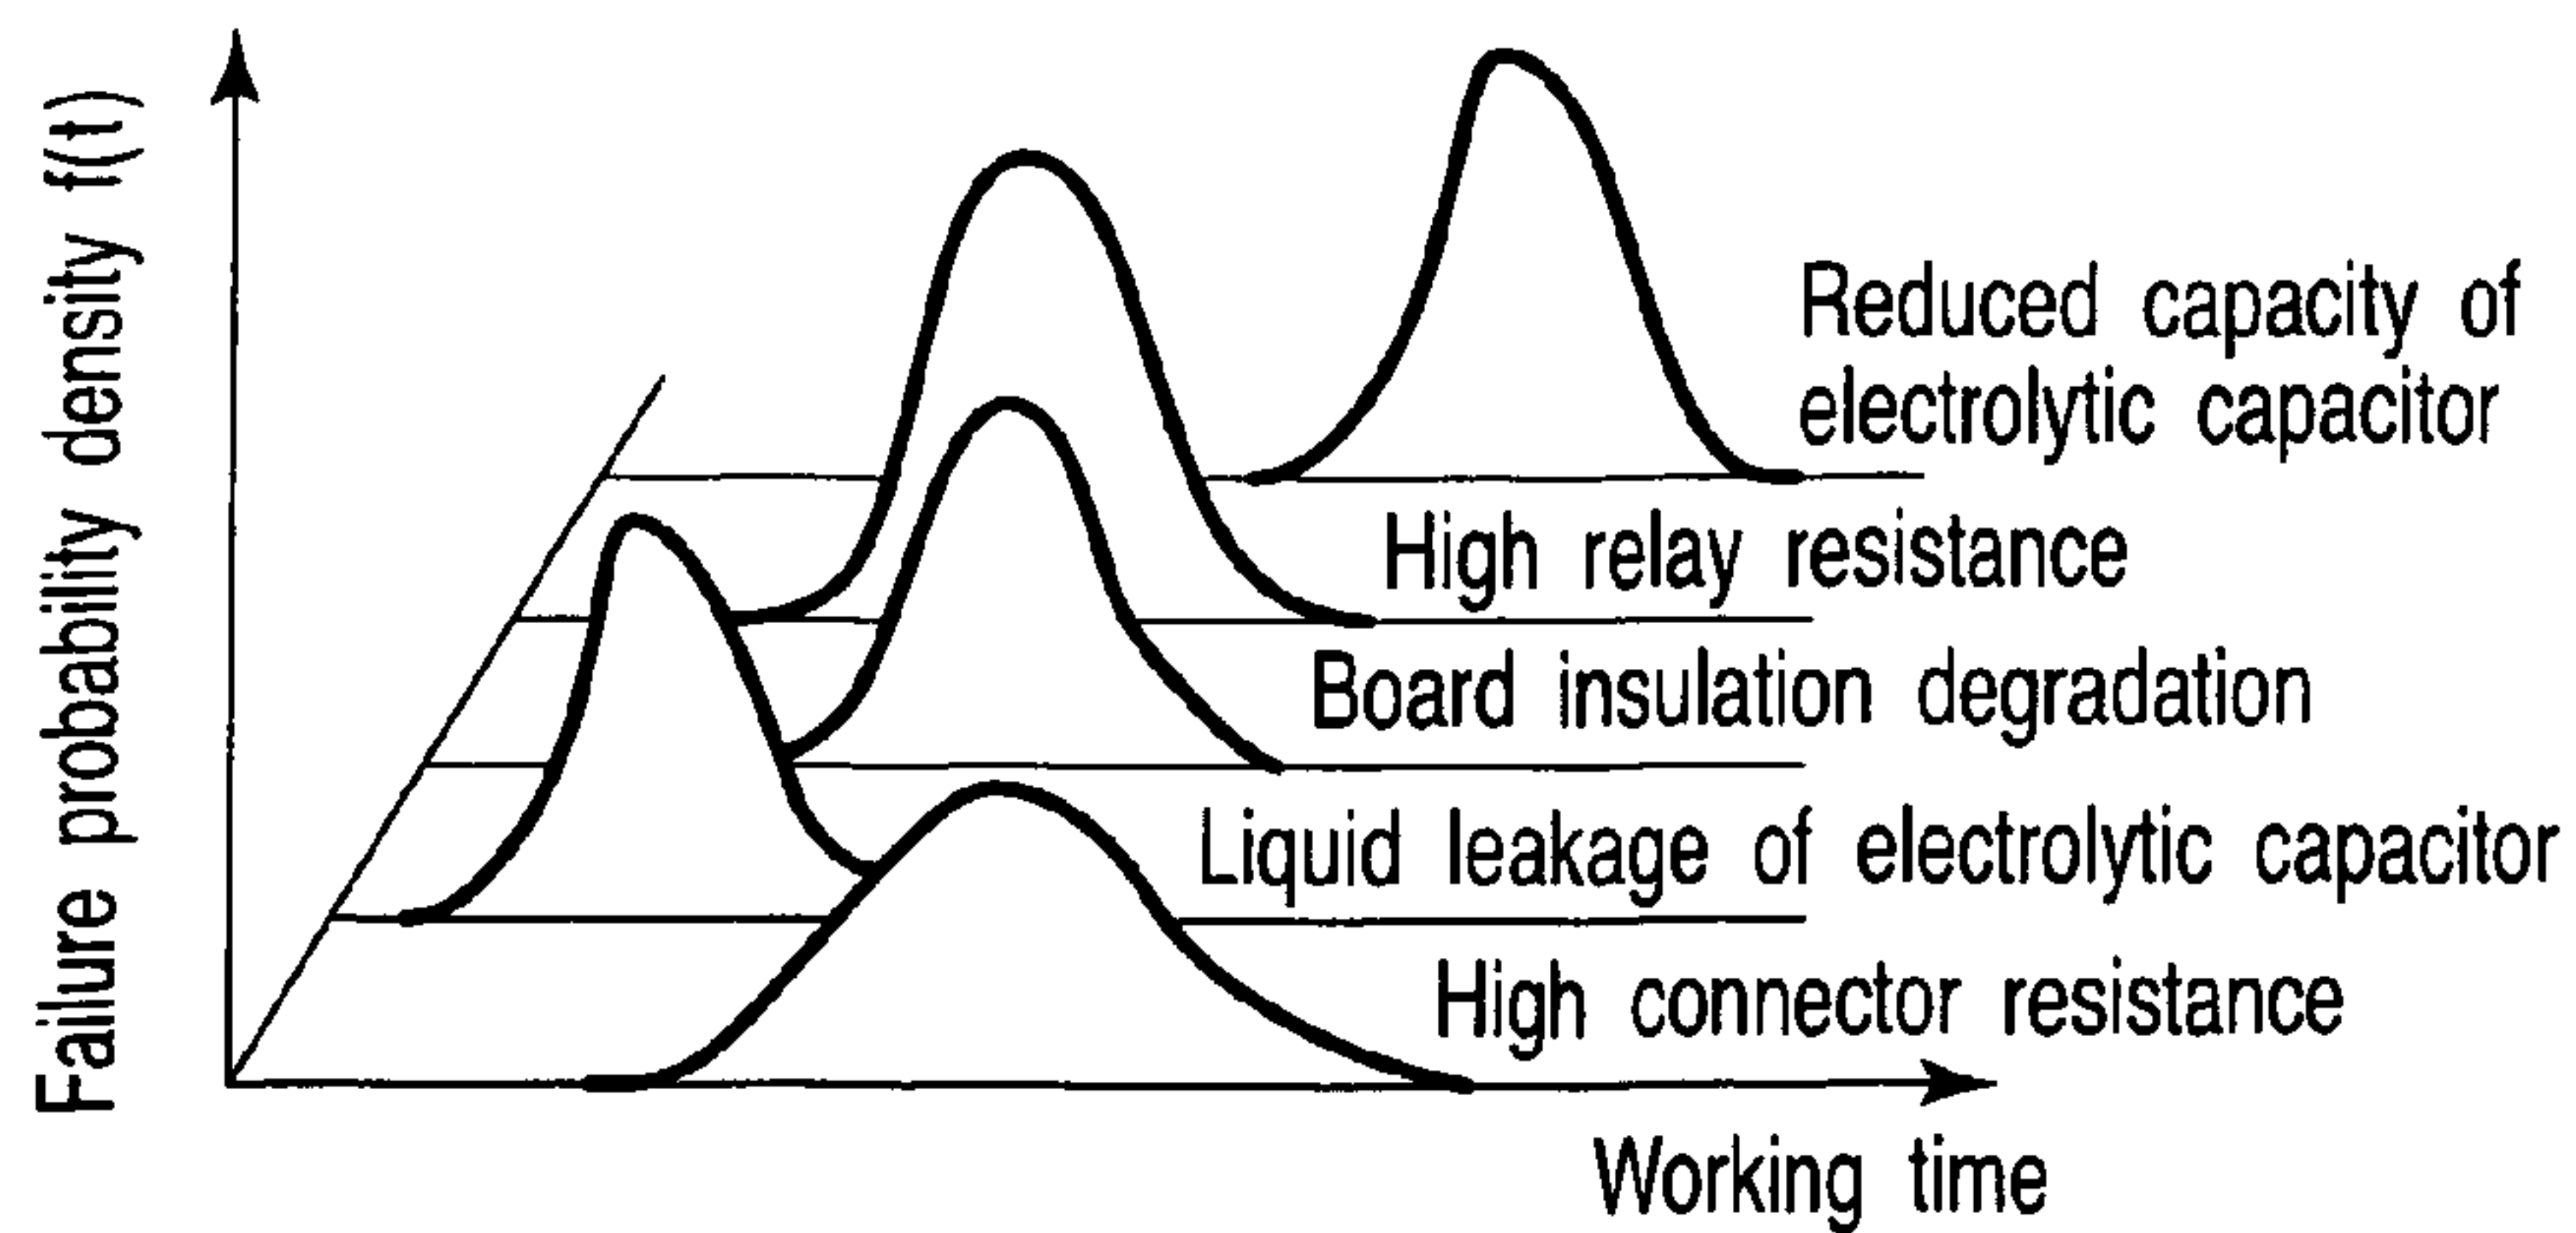 Failure probability density f(t)
Reduced capacity of
electrolytic capacitor
High relay resistance
Board insulation degradation
Liquid leakage of electrolytic capacitor
High connector resistance
Working time